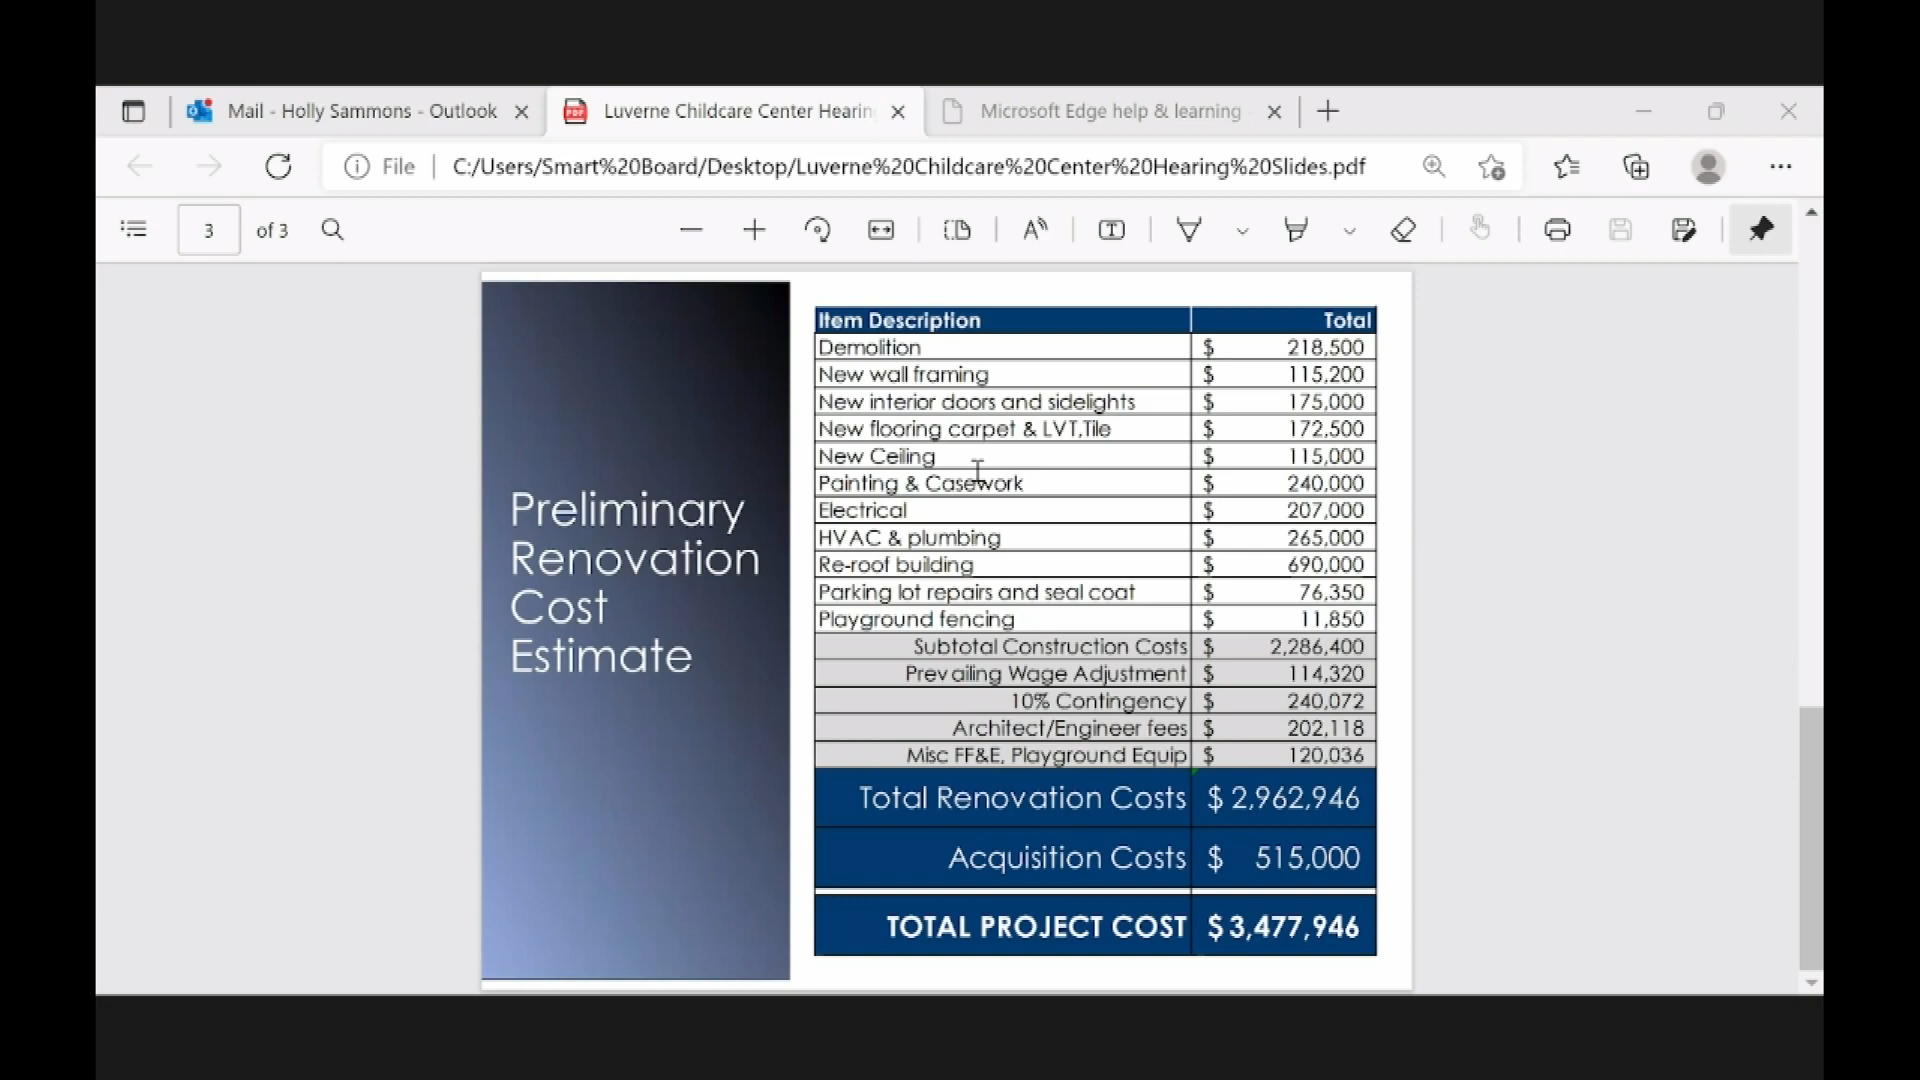 Mail - Holly Sammons - Outlook
Luverne Childcare Center Hearin
Microsoft Edge help & learning
File
C:/Users/Smart%20Board/Desktop/Luverne%20Childcare%20Center%20Hearing%20Slides.pdf
3 of 3
Preliminary
Renovation
Cost
Estimate
Item Description Total
Demolition $ 218,500
New wall framing $ 115,200
New interior doors and sidelights $ 175,000
New flooring carpet & LVT,Tile $ 172,500
New Ceiling $ 115,000
Painting & Casework $ 240,000
Electrical $ 207,000
HVAC & plumbing $ 265,000
Re-roof building $ 690,000
Parking lot repairs and seal coat $ 76,350
Playground fencing $ 11,850
Subtotal Construction Costs $ 2,286,400
Prevailing Wage Adjustment $ 114,320
10% Contingency $ 240,072
Architect/Engineer fees $ 202,118
Misc FF&E, Playground Equip $ 120,036
Total Renovation Costs $ 2,962,946
Acquisition Costs $ 515,000
TOTAL PROJECT COST $ 3,477,946